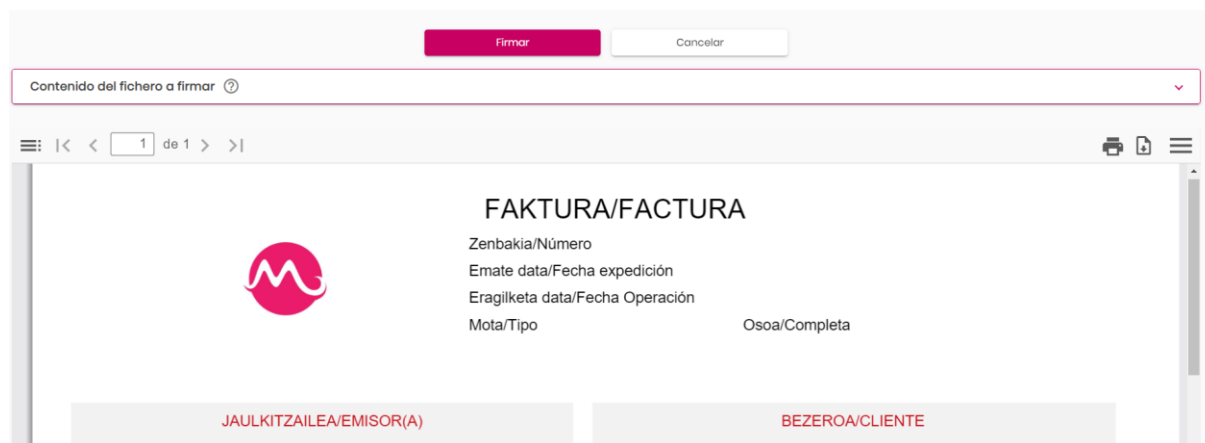 Firmar Cancelar
Contenido del fichero a firmar ?
1 de 1
FAKTURA/FACTURA
Zenbakia/Número
Emate data/Fecha expedición
Eragilketa data/Fecha Operación
Mota/Tipo Osoa/Completa
JAULKITZAILEA/EMISOR(A) BEZEROA/CLIENTE